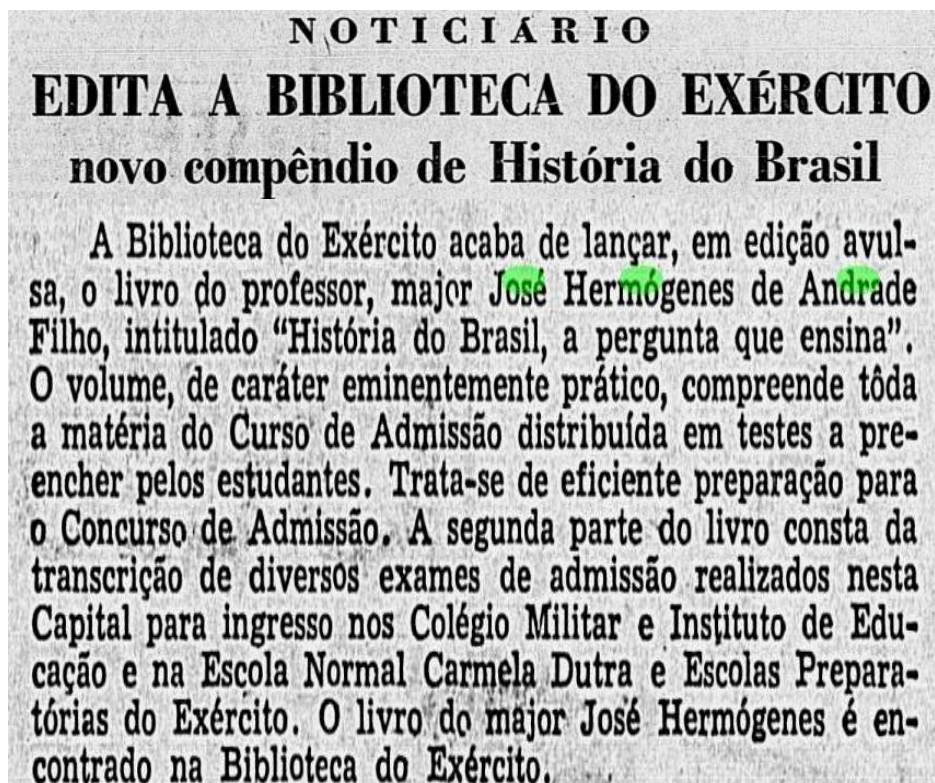 NOTICIÁRIO
EDITA A BIBLIOTECA DO EXÉRCITO
novo compêndio de História do Brasil
A Biblioteca do Exército acaba de lançar, em edição avul-
sa, o livro do professor, major José Hermógenes de Andrade
Filho, intitulado “História do Brasil, a pergunta que ensina”.
O volume, de caráter eminentemente prático, compreende tôda
a matéria do Curso de Admissão distribuída em testes a pre-
encher pelos estudantes. Trata-se de eficiente preparação para
o Concurso de Admissão. A segunda parte do livro consta da
transcrição de diversos exames de admissão realizados nesta
Capital para ingresso nos Colégio Militar e Instituto de Edu-
cação e na Escola Normal Carmela Dutra e Escolas Prepara-
tórias do Exército. O livro do major José Hermógenes é en-
contrado na Biblioteca do Exército.